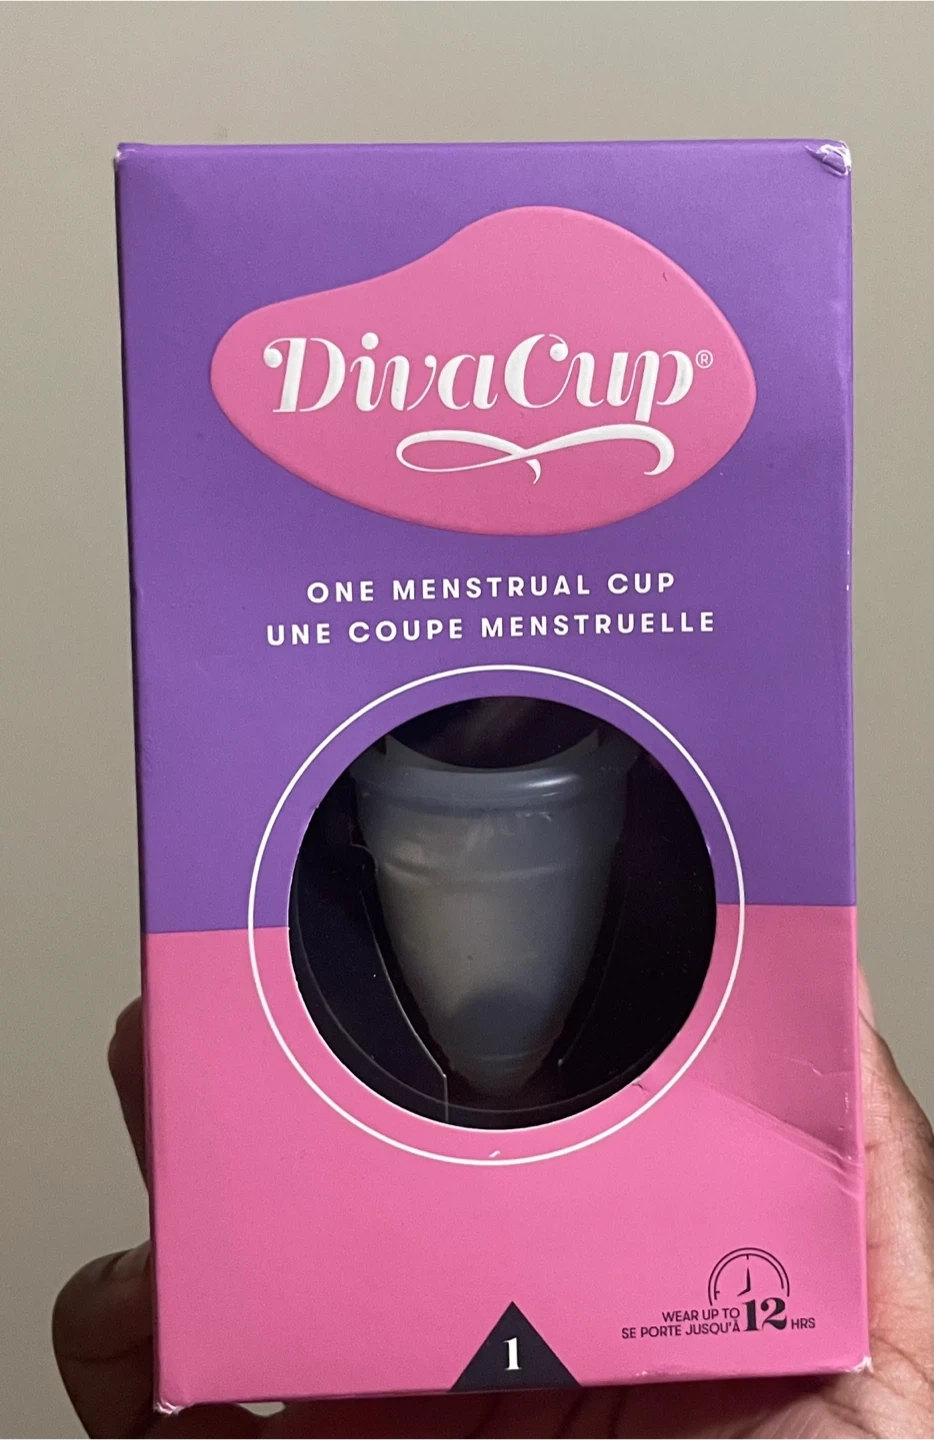 DivaCup®
ONE MENSTRUAL CUP
UNE COUPE MENSTRUELLE
WEAR UP TO
SE PORTE JUSQU'À
12 HRS
1